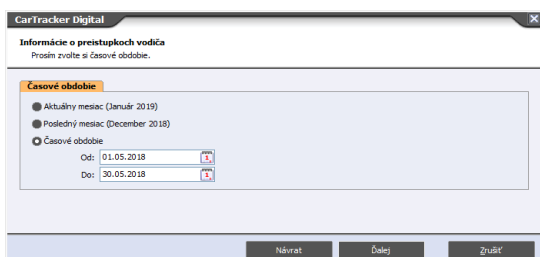 CarTracker Digital
Informácie o preistupkoch vodiča
Prosím zvolte si časové obdobie.
Časové obdobie
Aktuálny mesiac (Január 2019)
Posledný mesiac (December 2018)
Časové obdobie
Od: 01.05.2018
Do: 30.05.2018
Návrat Ďalej Zrušiť